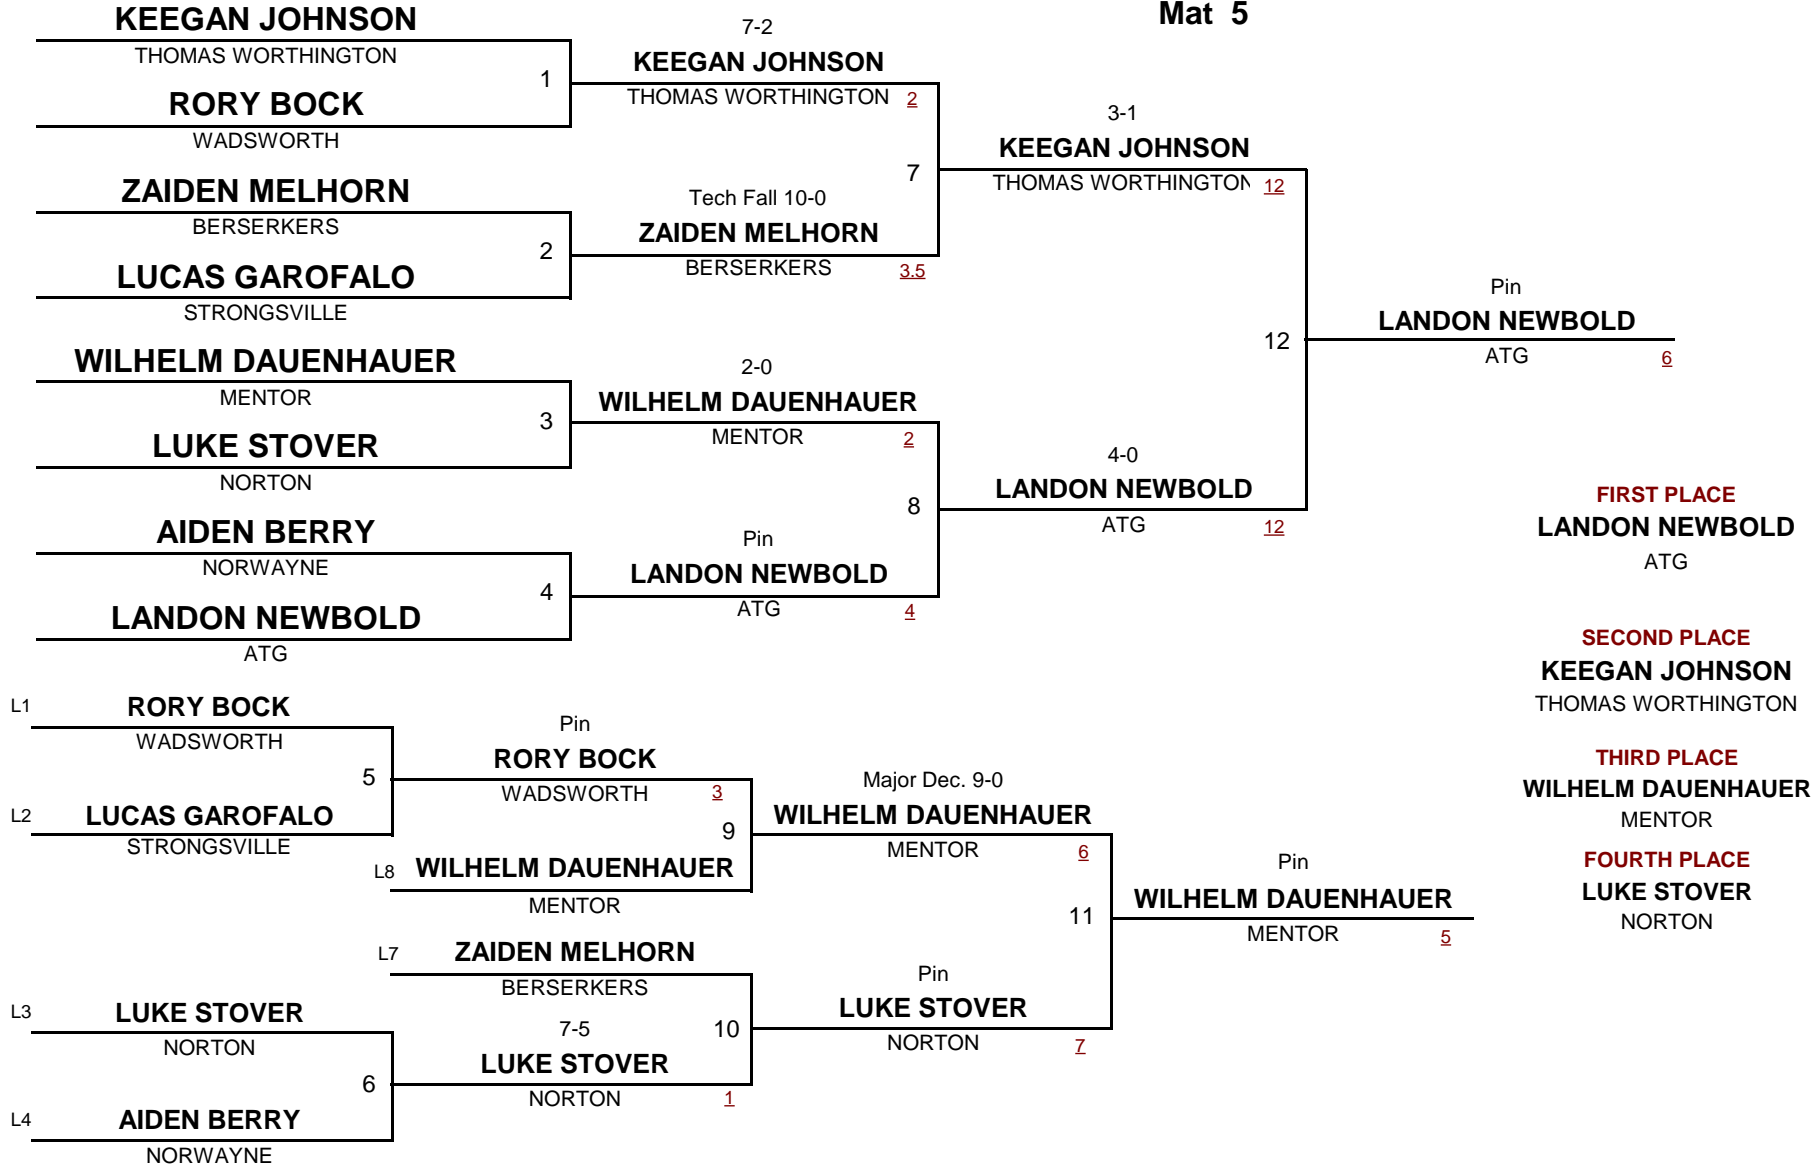 Mat 5
KEEGAN JOHNSON
THOMAS WORTHINGTON
1
RORY BOCK
WADSWORTH
7-2
KEEGAN JOHNSON
THOMAS WORTHINGTON 2
ZAIDEN MELHORN
BERSERKERS
2
LUCAS GAROFALO
STRONGSVILLE
7
Tech Fall 10-0
ZAIDEN MELHORN
BERSERKERS 3.5
3-1
KEEGAN JOHNSON
THOMAS WORTHINGTON 12
WILHELM DAUENHAUER
MENTOR
3
LUKE STOVER
NORTON
2-0
WILHELM DAUENHAUER
MENTOR 2
AIDEN BERRY
NORWAYNE
4
LANDON NEWBOLD
ATG
8
Pin
LANDON NEWBOLD
ATG 4
4-0
LANDON NEWBOLD
ATG 12
12
Pin
LANDON NEWBOLD
ATG 6
FIRST PLACE
LANDON NEWBOLD
ATG
SECOND PLACE
KEEGAN JOHNSON
THOMAS WORTHINGTON
THIRD PLACE
WILHELM DAUENHAUER
MENTOR
FOURTH PLACE
LUKE STOVER
NORTON
L1 RORY BOCK
WADSWORTH
5
L2 LUCAS GAROFALO
STRONGSVILLE
Pin
RORY BOCK
WADSWORTH 3
9
L8 WILHELM DAUENHAUER
MENTOR
Major Dec. 9-0
WILHELM DAUENHAUER
MENTOR 6
L7 ZAIDEN MELHORN
BERSERKERS
L3 LUKE STOVER
NORTON
6
L4 AIDEN BERRY
NORWAYNE
7-5
LUKE STOVER
NORTON 1
10
Pin
LUKE STOVER
NORTON 7
11
Pin
WILHELM DAUENHAUER
MENTOR 5